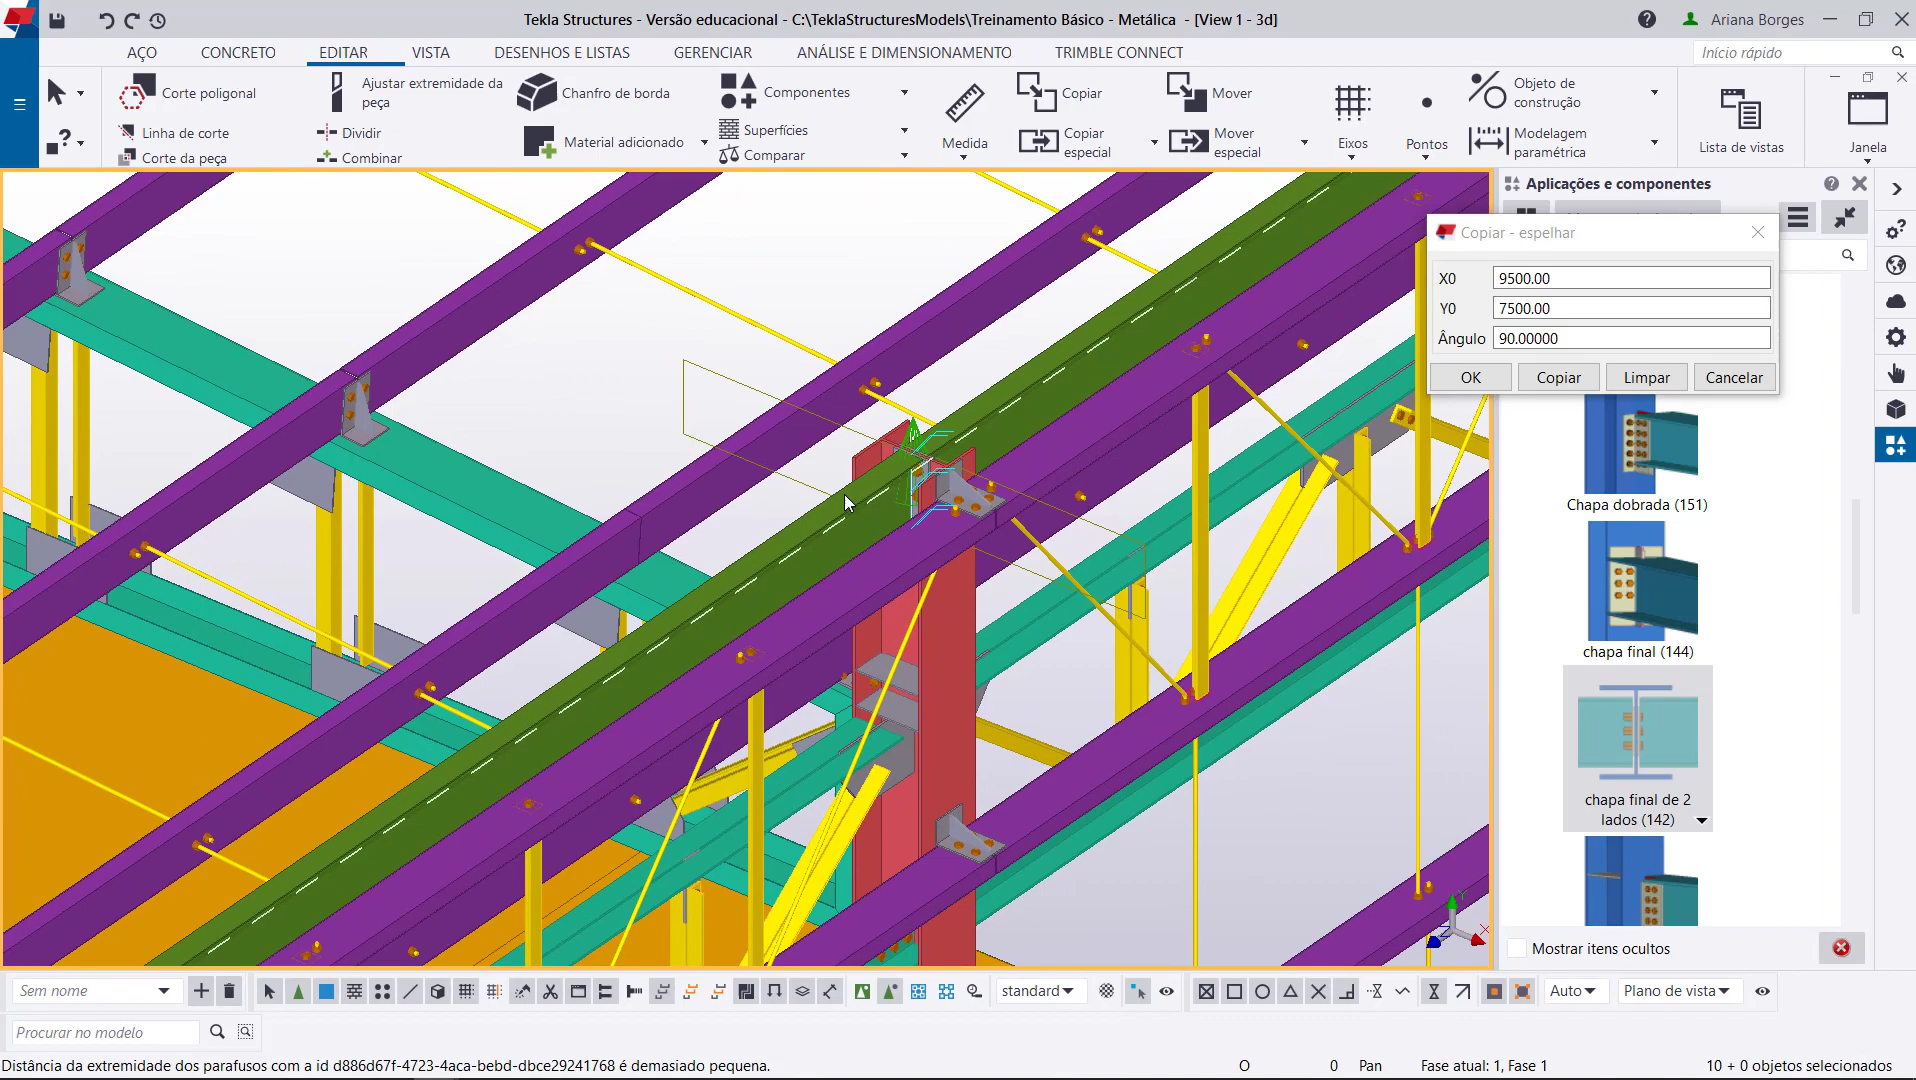 Tekla Structures - Versão educacional - C:\TeklaStructuresModels\Treinamento Básico - Metálica - [View 1 - 3d]
Ariana Borges
AÇO CONCRETO EDITAR VISTA DESENHOS E LISTAS GERENCIAR ANÁLISE E DIMENSIONAMENTO TRIMBLE CONNECT
Início rápido
Corte poligonal
Linha de corte
Corte da peça
Ajustar extremidade da
peça
Dividir
Combinar
Chanfro de borda
Material adicionado
Componentes
Superfícies
Comparar
Medida
Copiar
Copiar
especial
Mover
Mover
especial
Eixos
Pontos
Objeto de
construção
Modelagem
paramétrica
Lista de vistas
Janela
Aplicações e componentes
Copiar - espelhar
X0 9500.00
Y0 7500.00
Ângulo 90.00000
OK Copiar Limpar Cancelar
Chapa dobrada (151)
chapa final (144)
chapa final de 2
lados (142)
Mostrar itens ocultos
Sem nome
standard
Auto
Plano de vista
Procurar no modelo
Distância da extremidade dos parafusos com a id d886d67f-4723-4aca-bebd-dbce29241768 é demasiado pequena.
O 0 Pan Fase atual: 1, Fase 1 10 + 0 objetos selecionados